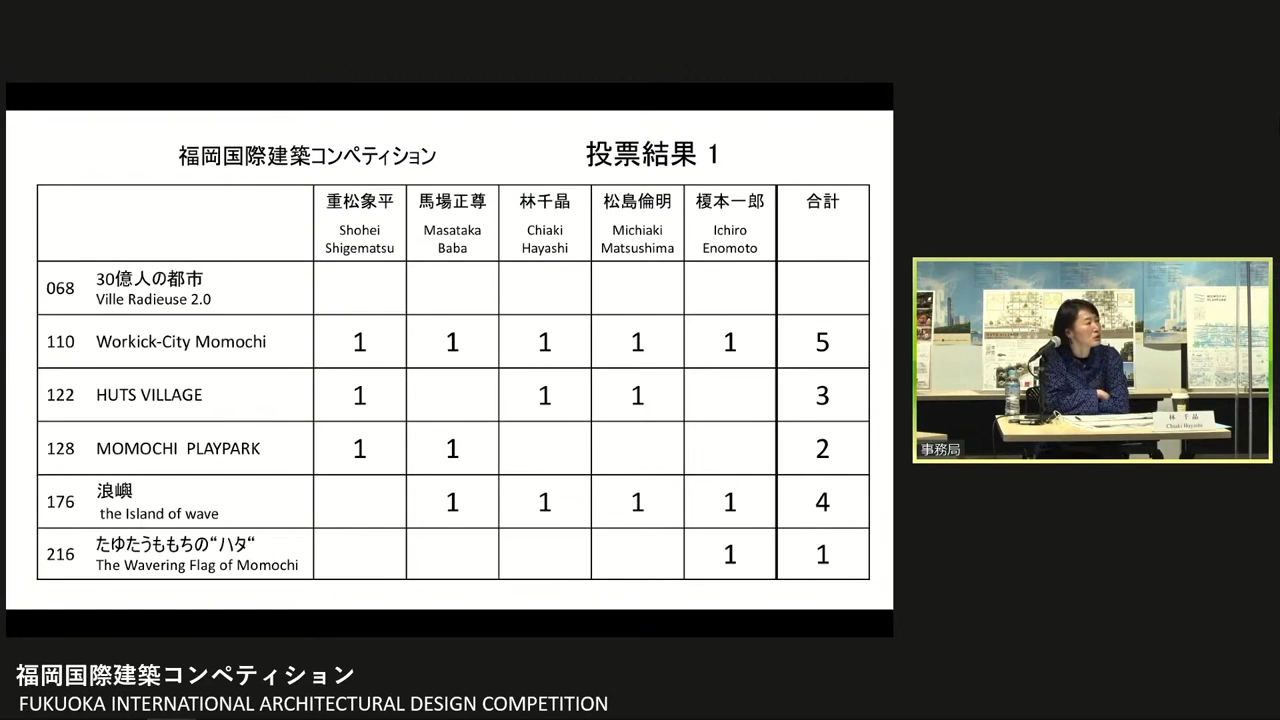 福岡国際建築コンペティション 投票結果 1
重松象平 馬場正尊 林千晶 松島倫明 榎本一郎 合計
Shohei Masataka Chiaki Michiaki Ichiro
Shigematsu Baba Hayashi Matsushima Enomoto
068 30億人の都市
Ville Radieuse 2.0
110 Workick-City Momochi 1 1 1 1 1 5
122 HUTS VILLAGE 1 1 1 3
128 MOMOCHI PLAYPARK 1 1 2
176 浪嶼
the Island of wave 1 1 1 1 4
216 たゆたうももちの“ハタ“
The Wavering Flag of Momochi 1 1
林 千 晶
Chiaki Hayashi
事務局
福岡国際建築コンペティション
FUKUOKA INTERNATIONAL ARCHITECTURAL DESIGN COMPETITION